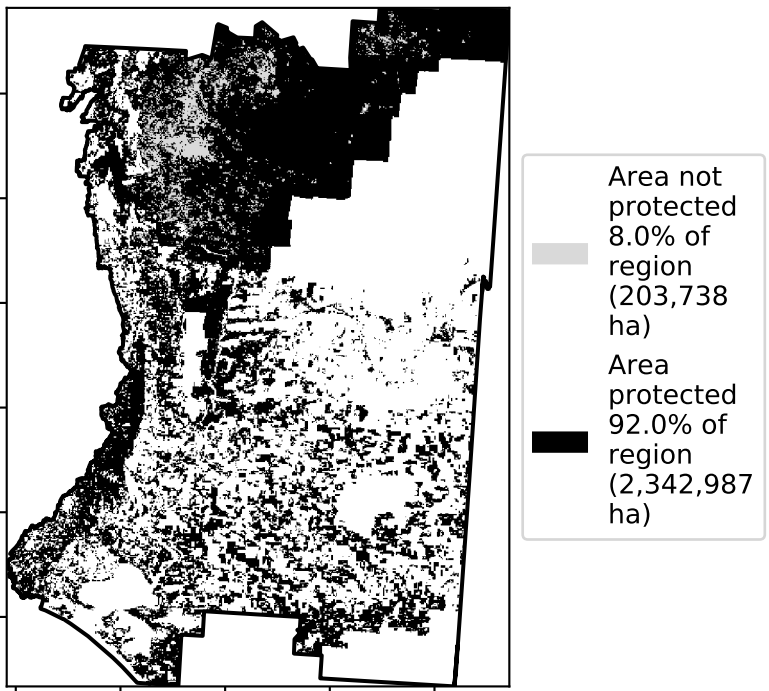 Area not
protected
8.0% of
region
(203,738
ha)
Area
protected
92.0% of
region
(2,342,987
ha)